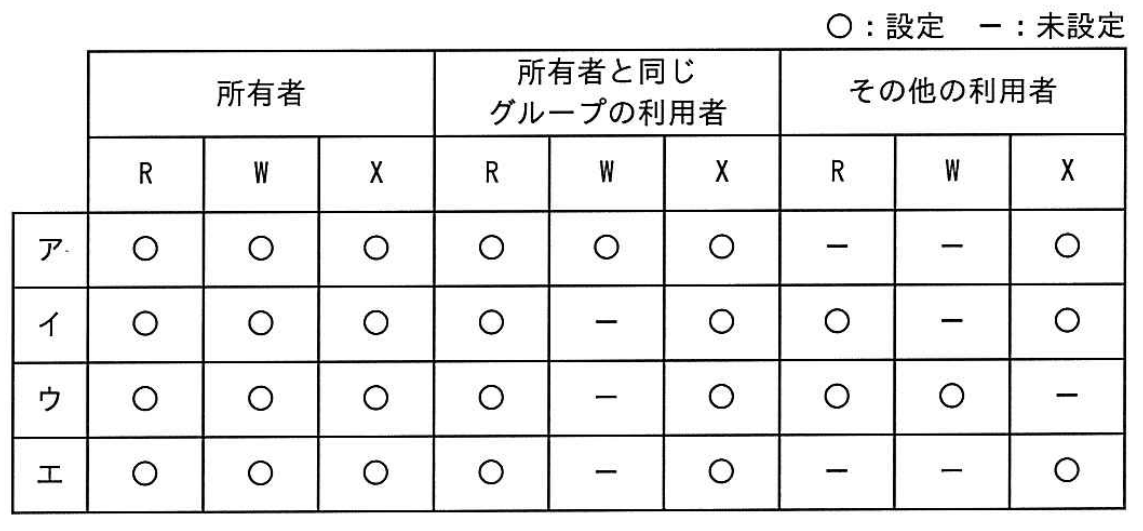 ○：設定　－：未設定
所有者　所有者と同じグループの利用者　その他の利用者
R　W　X　R　W　X　R　W　X
ア　○　○　○　○　○　○　－　－　○
イ　○　○　○　○　－　○　○　－　○
ウ　○　○　○　○　－　○　○　○　－
エ　○　○　○　○　－　○　－　－　○